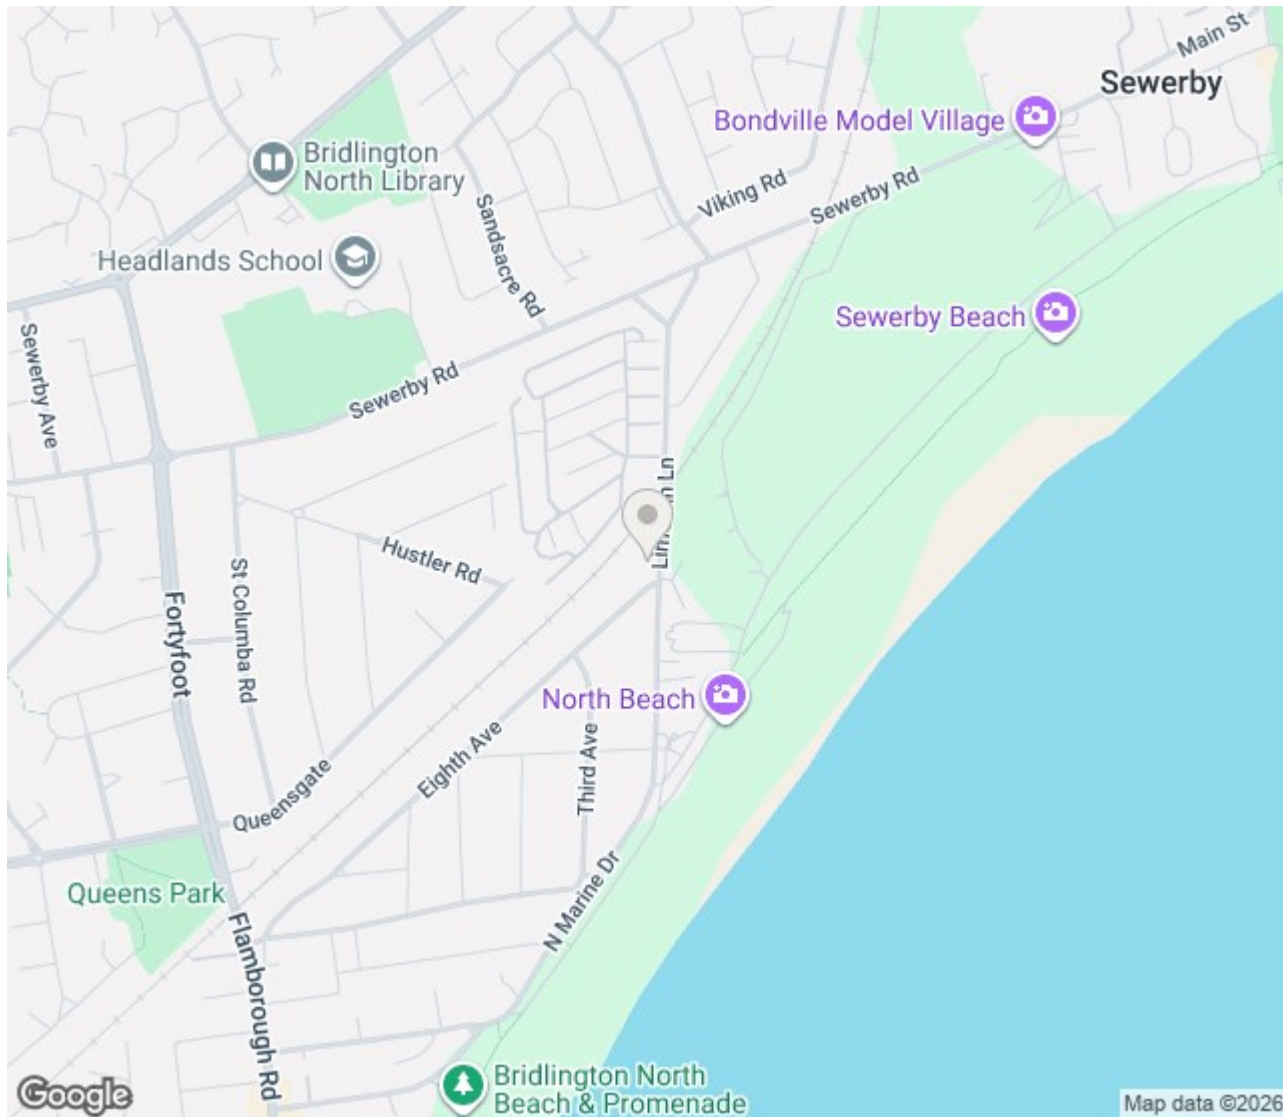 Main St
Sewerby
Bondville Model Village
Bridlington
North Library
Viking Rd
Sewerby Rd
Sandsacre Rd
Headlands School
Sewerby Beach
Sewerby Ave
Sewerby Rd
Ln
Hustler Rd
St Columba Rd
Fortyfoot
North Beach
Eighth Ave
Third Ave
Queensgate
Queens Park
N Marine Dr
Flamborough Rd
Bridlington North
Beach & Promenade
Google
Map data ©2026